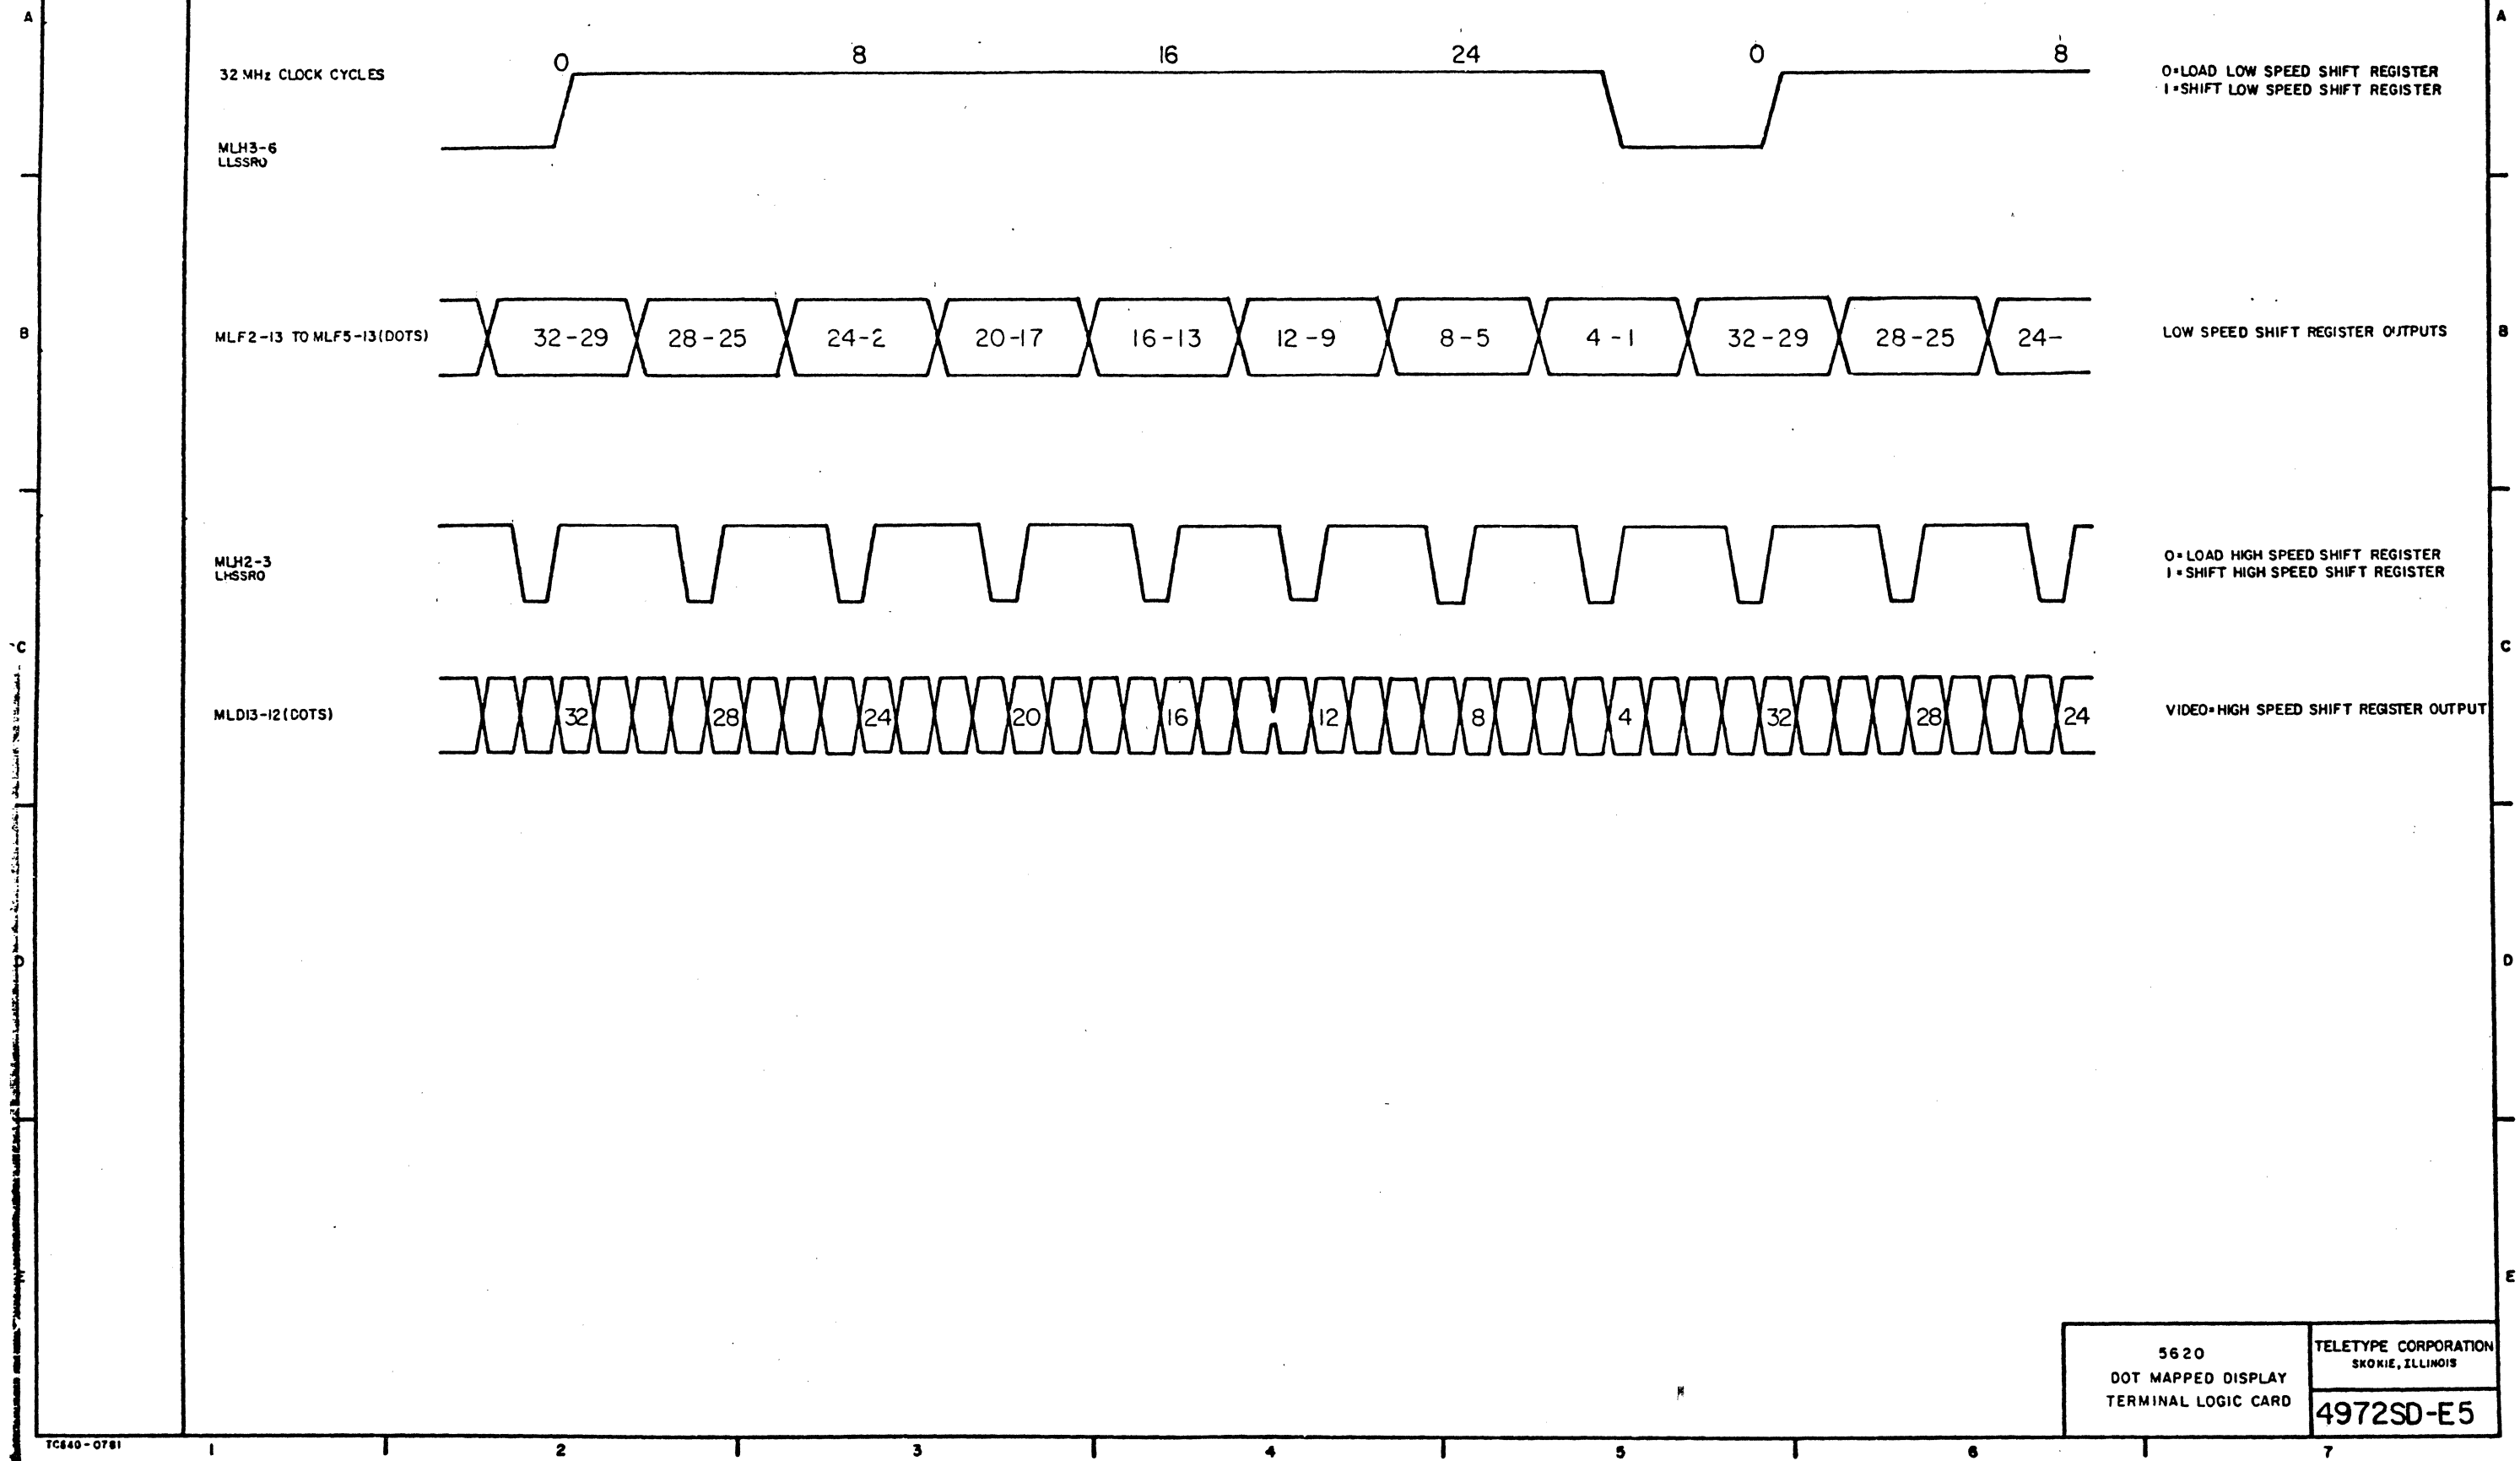 A
A
0 8 16 24 0 8
32 MHz CLOCK CYCLES
0=LOAD LOW SPEED SHIFT REGISTER
1=SHIFT LOW SPEED SHIFT REGISTER
MLH3-6
LLSSRO
B
B
MLF2-13 TO MLF5-13(DOTS)
32-29 28-25 24-2 20-17 16-13 12-9 8-5 4-1 32-29 28-25 24-
LOW SPEED SHIFT REGISTER OUTPUTS
MLH2-3
LHSSRO
0=LOAD HIGH SPEED SHIFT REGISTER
1=SHIFT HIGH SPEED SHIFT REGISTER
C
C
MLD13-12(DOTS)
32 28 24 20 16 12 8 4 32 28 24
VIDEO=HIGH SPEED SHIFT REGISTER OUTPUT
D
D
E
5620
DOT MAPPED DISPLAY
TERMINAL LOGIC CARD
TELETYPE CORPORATION
SKOKIE, ILLINOIS
4972SD-E5
TC640-0781
1 2 3 4 5 6 7